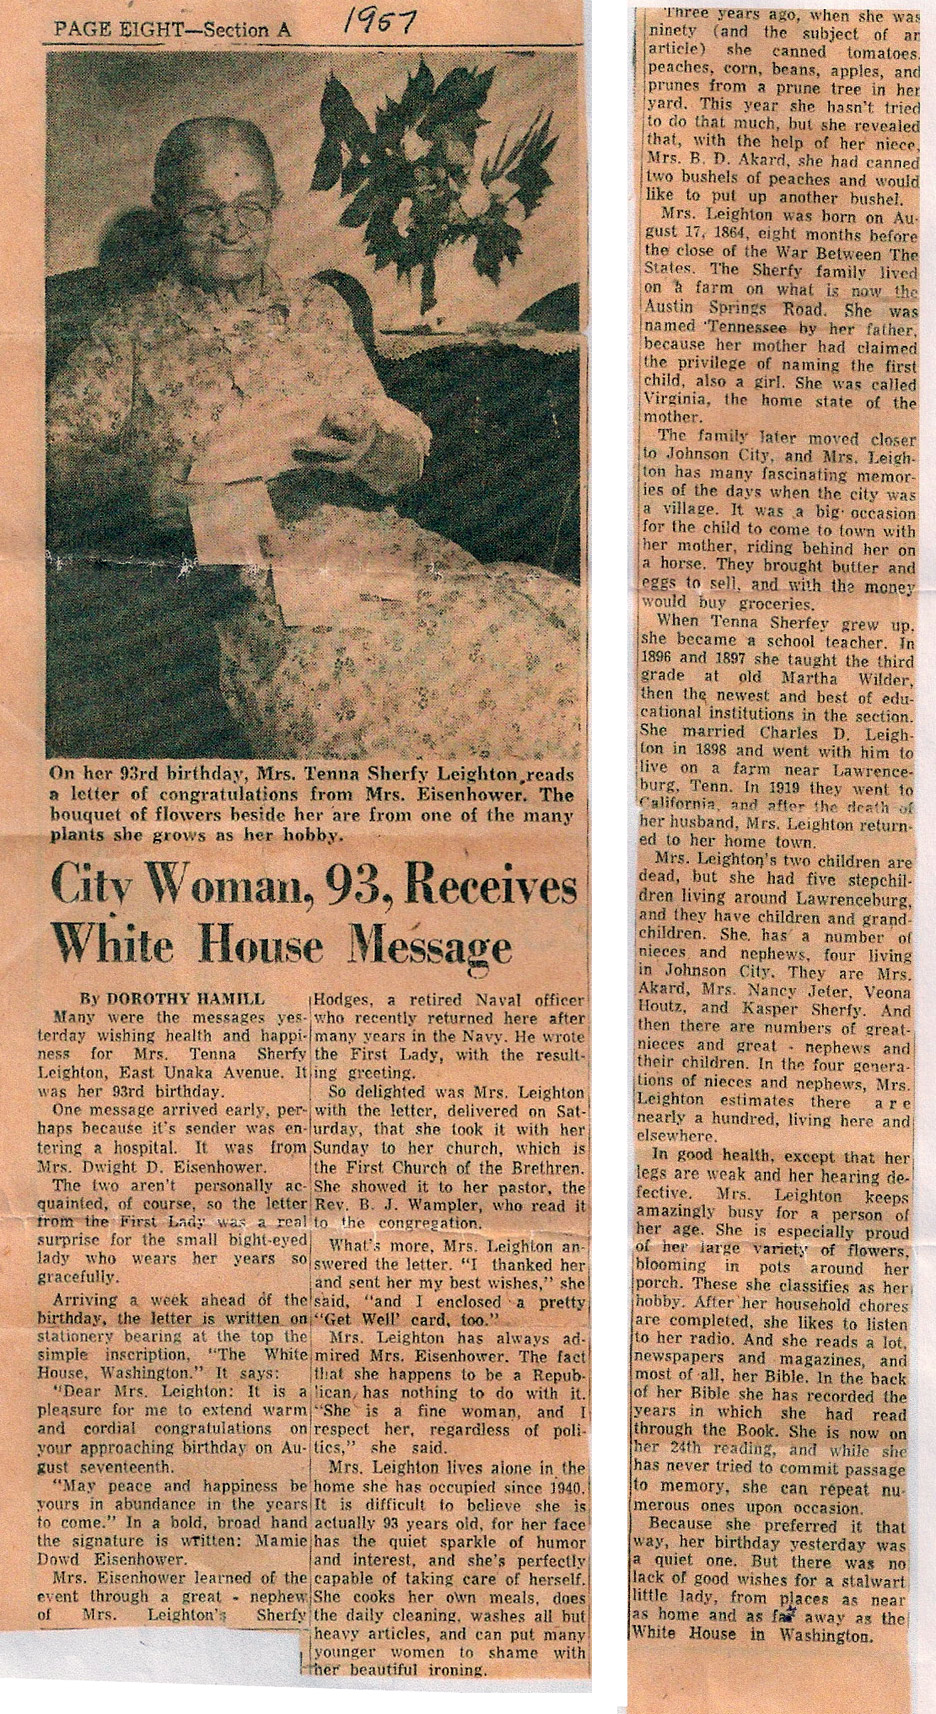 PAGE EIGHT—Section A
1957
On her 93rd birthday, Mrs. Tenna Sherfy Leighton reads
a letter of congratulations from Mrs. Eisenhower. The
bouquet of flowers beside her are from one of the many
plants she grows as her hobby.
City Woman, 93, Receives
White House Message
By DOROTHY HAMILL
Many were the messages yes-
terday wishing health and happi-
ness for Mrs. Tenna Sherfy
Leighton, East Unaka Avenue. It
was her 93rd birthday.
One message arrived early, per-
haps because it's sender was en-
tering a hospital. It was from
Mrs. Dwight D. Eisenhower.
The two aren't personally ac-
quainted, of course, so the letter
from the First Lady was a real
surprise for the small bight-eyed
lady who wears her years so
gracefully.
Arriving a week ahead of the
birthday, the letter is written on
stationery bearing at the top the
simple inscription, "The White
House, Washington." It says:
"Dear Mrs. Leighton: It is a
pleasure for me to extend warm
and cordial congratulations on
your approaching birthday on Au-
gust seventeenth.
"May peace and happiness be
yours in abundance in the years
to come." In a bold, broad hand
the signature is written: Mamie
Dowd Eisenhower.
Mrs. Eisenhower learned of the
event through a great - nephew
of Mrs. Leighton's Sherfy
Hodges, a retired Naval officer
who recently returned here after
many years in the Navy. He wrote
the First Lady, with the result-
ing greeting.
So delighted was Mrs. Leighton
with the letter, delivered on Sat-
urday, that she took it with her
Sunday to her church, which is
the First Church of the Brethren.
She showed it to her pastor, the
Rev. B. J. Wampler, who read it
to the congregation.
What's more, Mrs. Leighton an-
swered the letter. "I thanked her
and sent her my best wishes," she
said, "and I enclosed a pretty
"Get Well' card, too."
Mrs. Leighton has always ad-
mired Mrs. Eisenhower. The fact
that she happens to be a Repub-
lican has nothing to do with it.
"She is a fine woman, and I
respect her, regardless of poli-
tics," she said.
Mrs. Leighton lives alone in the
home she has occupied since 1940.
It is difficult to believe she is
actually 93 years old, for her face
has the quiet sparkle of humor
and interest, and she's perfectly
capable of taking care of herself.
She cooks her own meals, does
the daily cleaning, washes all but
heavy articles, and can put many
younger women to shame with
her beautiful ironing.
Three years ago, when she was
ninety (and the subject of an
article) she canned tomatoes,
peaches, corn, beans, apples, and
prunes from a prune tree in her
yard. This year she hasn't tried
to do that much, but she revealed
that, with the help of her niece,
Mrs. B. D. Akard, she had canned
two bushels of peaches and would
like to put up another bushel.
Mrs. Leighton was born on Au-
gust 17, 1864, eight months before
the close of the War Between The
States. The Sherfy family lived
on a farm on what is now the
Austin Springs Road. She was
named Tennessee by her father,
because her mother had claimed
the privilege of naming the first
child, also a girl. She was called
Virginia, the home state of the
mother.
The family later moved closer
to Johnson City, and Mrs. Leigh-
ton has many fascinating memor-
ies of the days when the city was
a village. It was a big occasion
for the child to come to town with
her mother, riding behind her on
a horse. They brought butter and
eggs to sell, and with the money
would buy groceries.
When Tenna Sherfey grew up,
she became a school teacher. In
1896 and 1897 she taught the third
grade at old Martha Wilder,
then the newest and best of edu-
cational institutions in the section.
She married Charles D. Leigh-
ton in 1898 and went with him to
live on a farm near Lawrence-
burg, Tenn. In 1919 they went to
California, and after the death of
her husband, Mrs. Leighton return-
ed to her home town.
Mrs. Leighton's two children are
dead, but she had five stepchil-
dren living around Lawrenceburg,
and they have children and grand-
children. She has a number of
nieces and nephews, four living
in Johnson City. They are Mrs.
Akard, Mrs. Nancy Jeter, Veona
Houtz, and Kasper Sherfy. And
then there are numbers of great-
nieces and great - nephews and
their children. In the four genera-
tions of nieces and nephews, Mrs.
Leighton estimates there are
nearly a hundred, living here and
elsewhere.
In good health, except that her
legs are weak and her hearing de-
fective. Mrs. Leighton keeps
amazingly busy for a person of
her age. She is especially proud
of her large variety of flowers,
blooming in pots around her
porch. These she classifies as her
hobby. After her household chores
are completed, she likes to listen
to her radio. And she reads a lot,
newspapers and magazines, and
most of all, her Bible. In the back
of her Bible she has recorded the
years in which she had read
through the Book. She is now on
her 24th reading, and while she
has never tried to commit passage
to memory, she can repeat nu-
merous ones upon occasion.
Because she preferred it that
way, her birthday yesterday was
a quiet one. But there was no
lack of good wishes for a stalwart
little lady, from places as near
as home and as far away as the
White House in Washington.